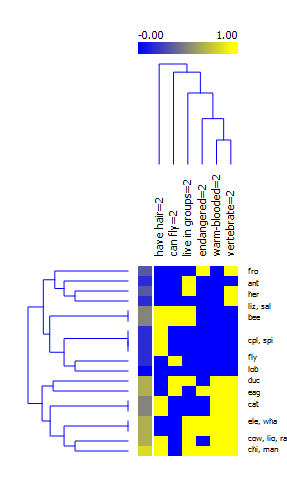 -0.00 1.00
have hair=2
can fly=2
live in groups=2
endangered=2
warm-blooded=2
vertebrate=2
fro
ant
her
liz, sal
bee
cpl, spi
fly
lob
duc
eag
cat
ele, wha
cow, lio, ra
chi, man